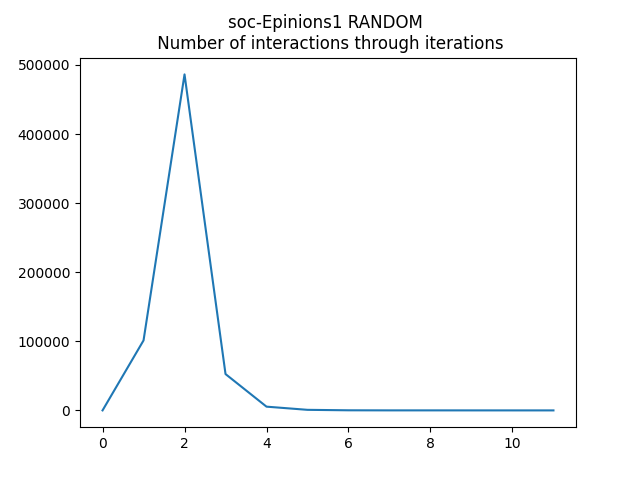 soc-Epinions1 RANDOM
Number of interactions through iterations
500000
400000
300000
200000
100000
0
0 2 4 6 8 10